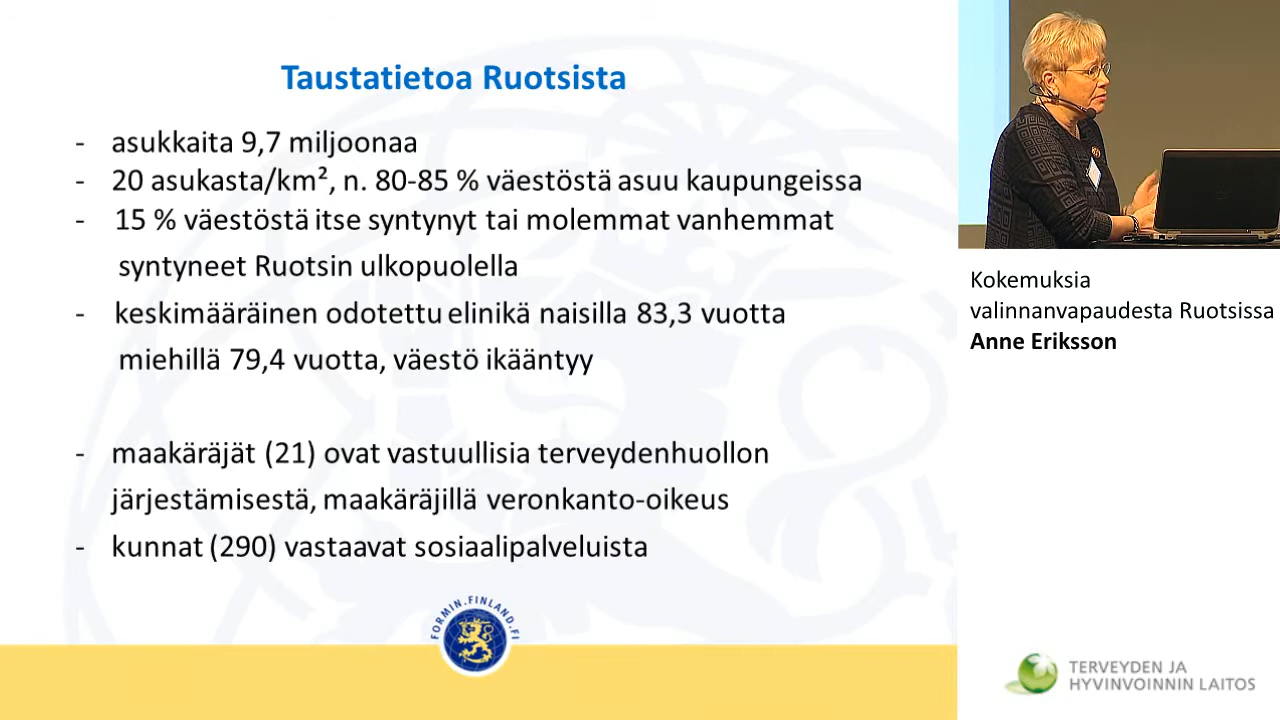 Taustatietoa Ruotsista
- asukkaita 9,7 miljoonaa
- 20 asukasta/km², n. 80-85 % väestöstä asuu kaupungeissa
- 15 % väestöstä itse syntynyt tai molemmat vanhemmat
syntyneet Ruotsin ulkopuolella
- keskimääräinen odotettu elinikä naisilla 83,3 vuotta
miehillä 79,4 vuotta, väestö ikääntyy
- maakäräjät (21) ovat vastuullisia terveydenhuollon
järjestämisestä, maakäräjillä veronkanto-oikeus
- kunnat (290) vastaavat sosiaalipalveluista
FORMIN.FINLAND.FI
Kokemuksia
valinnanvapaudesta Ruotsissa
Anne Eriksson
TERVEYDEN JA
HYVINVOINNIN LAITOS